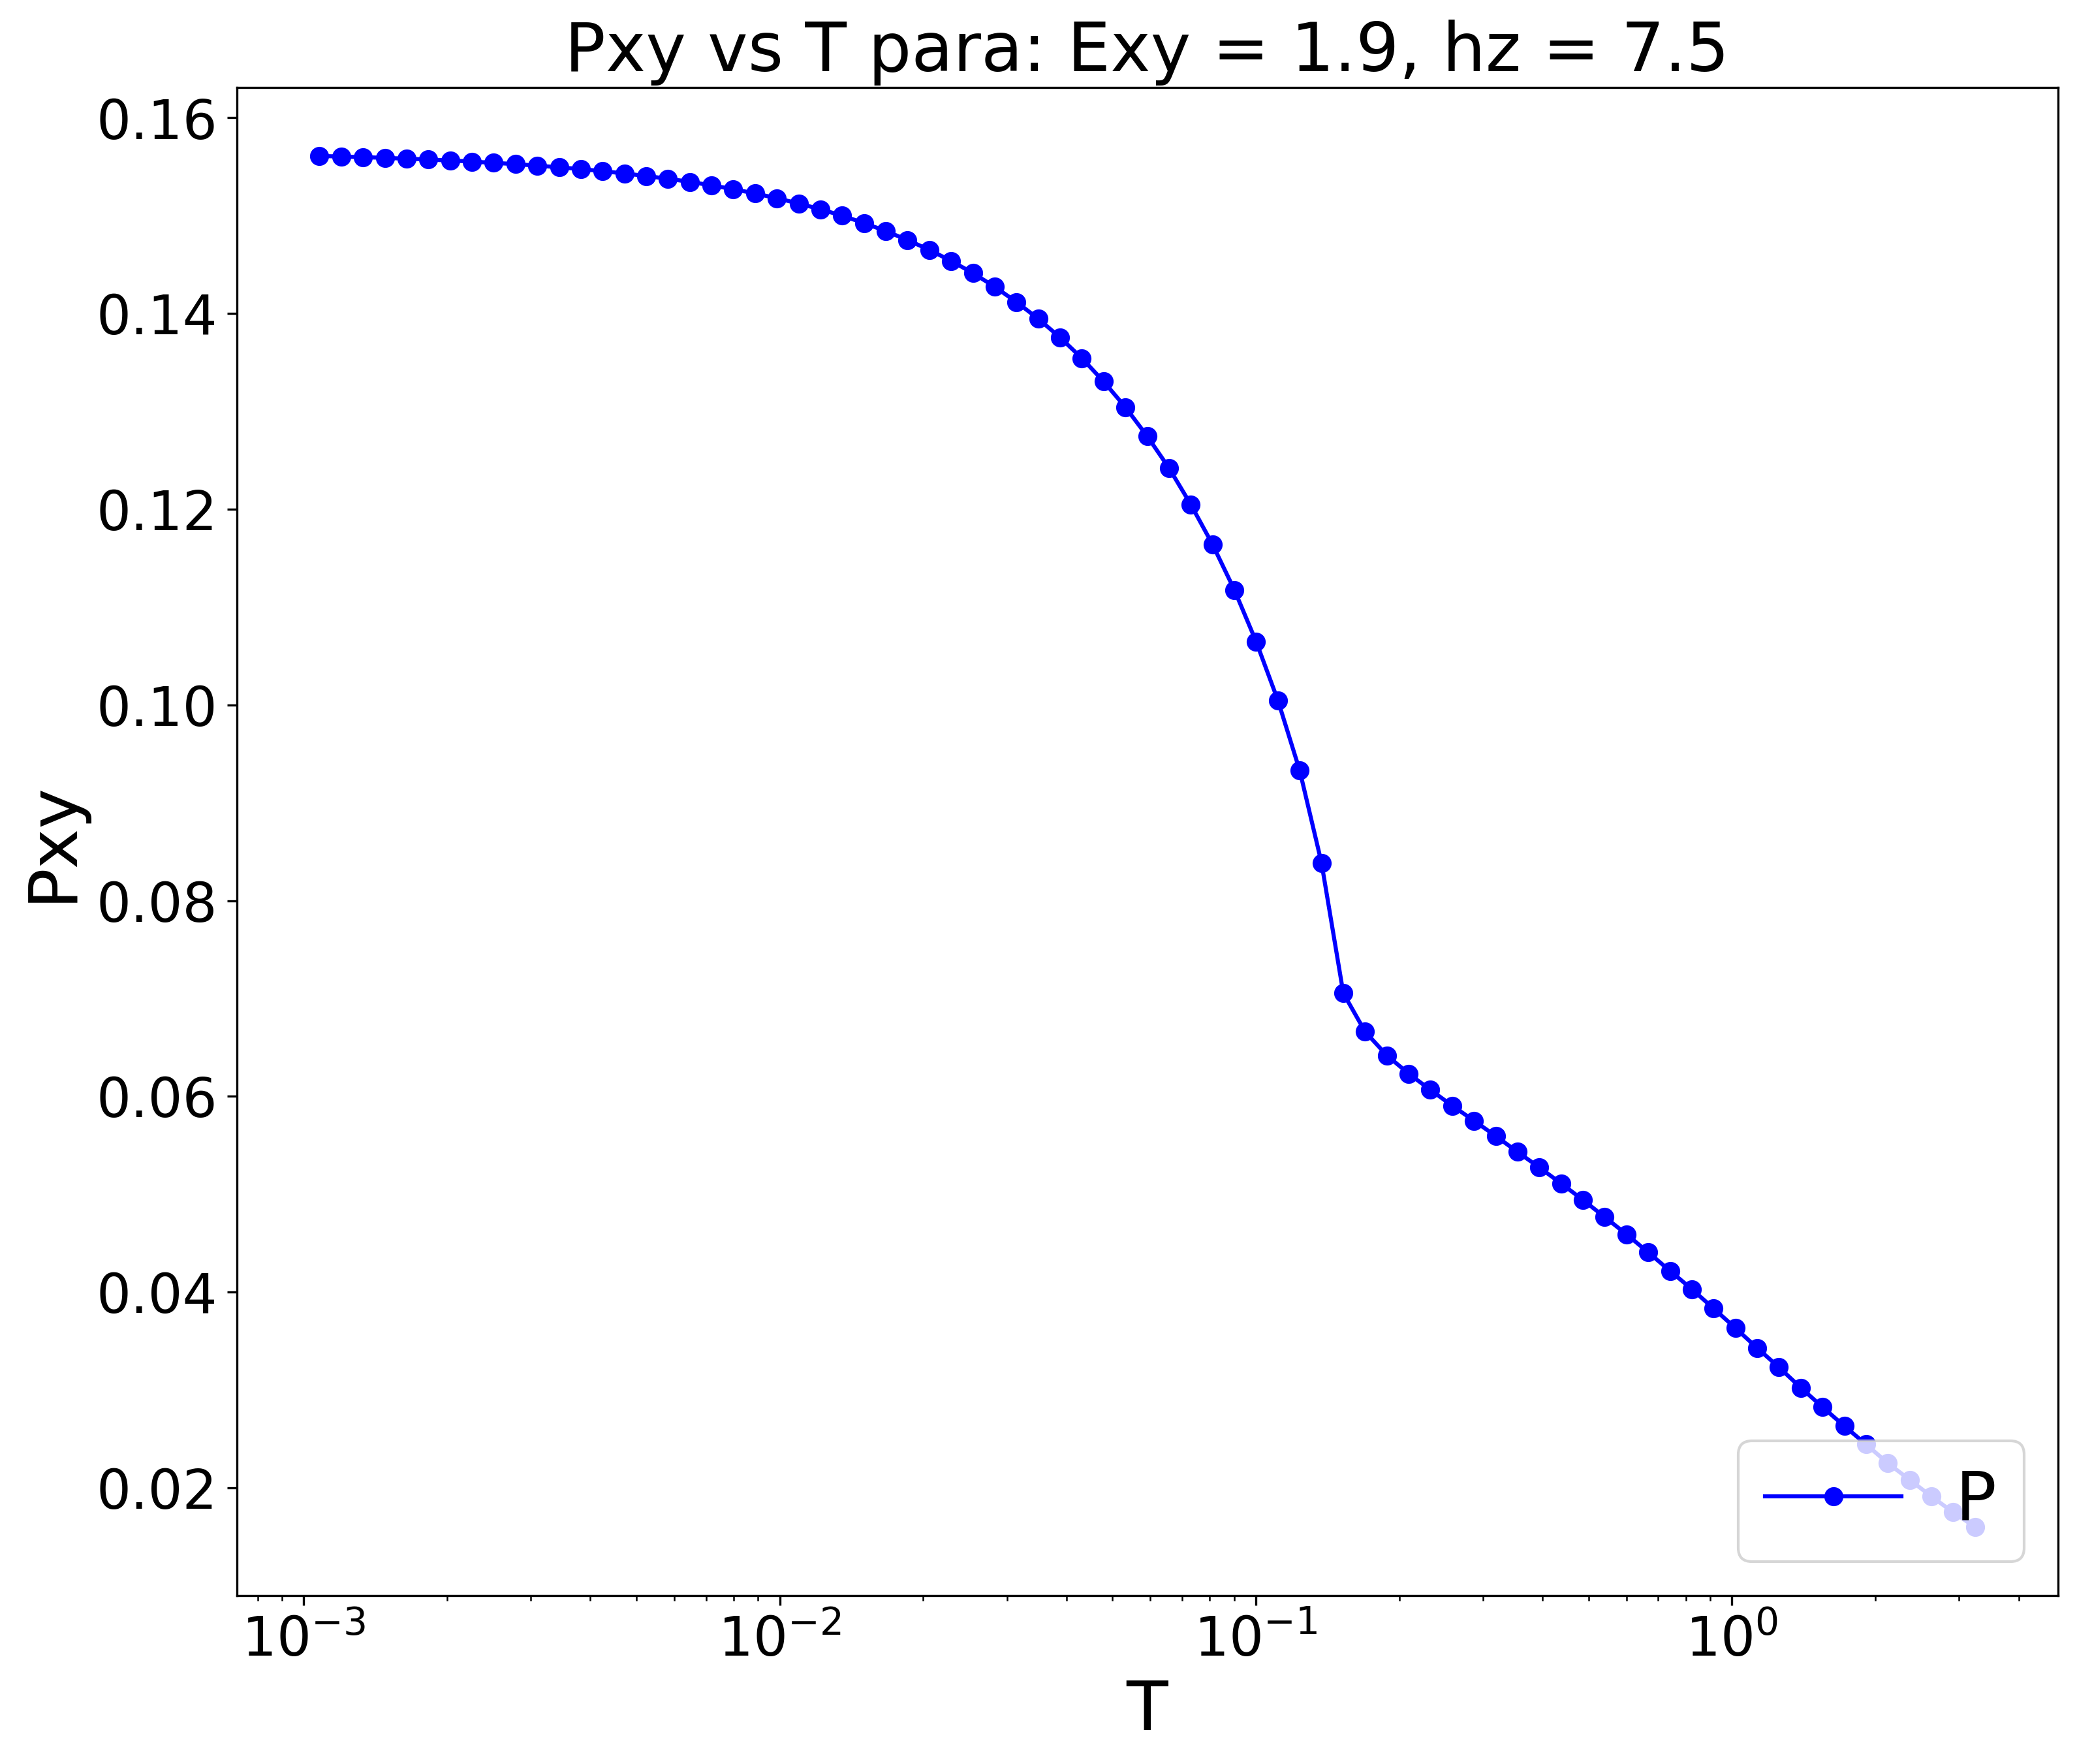 Pxy vs T para: Exy = 1.9, hz = 7.5
Pxy
0.16
0.14
0.12
0.10
0.08
0.06
0.04
0.02
P
10⁻³ 10⁻² 10⁻¹ 10⁰
T